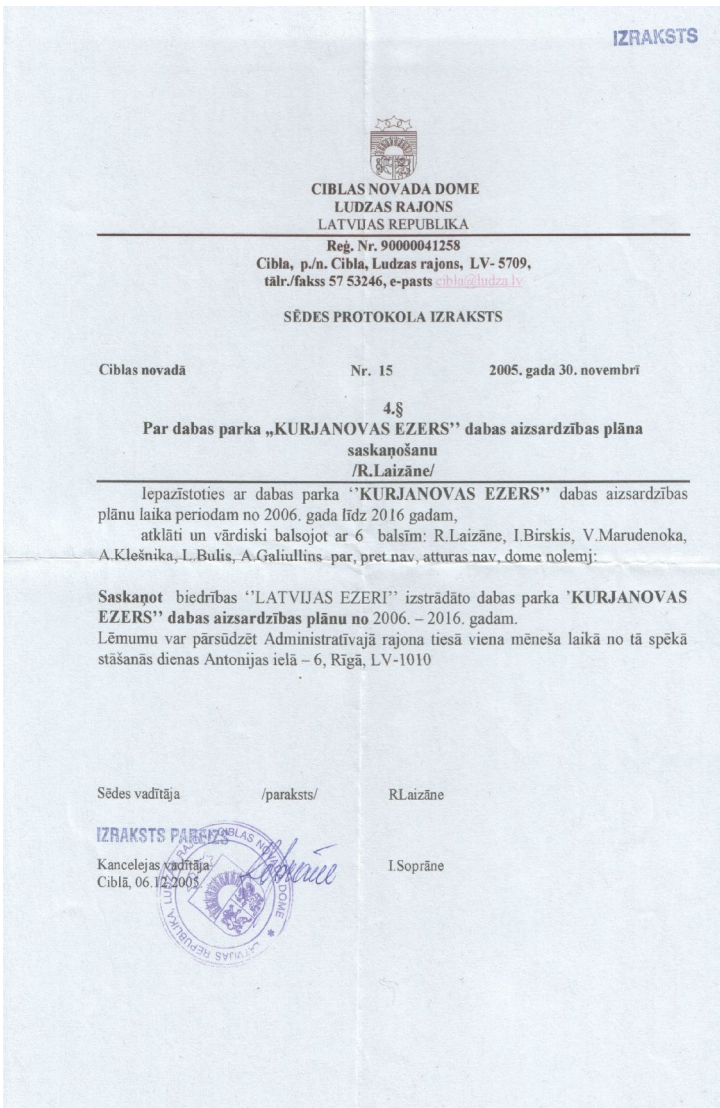 IZRAKSTS
CIBLAS NOVADA DOME
LUDZAS RAJONS
LATVIJAS REPUBLIKA
Reģ. Nr. 90000041258
Cibla, p./n. Cibla, Ludzas rajons, LV- 5709,
tālr./fakss 57 53246, e-pasts cibla@ludza.lv
SĒDES PROTOKOLA IZRAKSTS
Ciblas novadā Nr. 15 2005. gada 30. novembrī
4.§
Par dabas parka „KURJANOVAS EZERS’’ dabas aizsardzības plāna
saskaņošanu
/R.Laizāne/
Iepazīstoties ar dabas parka ‘’KURJANOVAS EZERS’’ dabas aizsardzības
plānu laika periodam no 2006. gada līdz 2016 gadam,
atklāti un vārdiski balsojot ar 6 balsīm: R.Laizāne, I.Birskis, V.Marudenoka,
A.Klešnika, L.Bulis, A.Galiullins par, pret nav, atturas nav, dome nolemj:
Saskaņot biedrības ‘’LATVIJAS EZERI’’ izstrādāto dabas parka ’KURJANOVAS
EZERS’’ dabas aizsardzības plānu no 2006. – 2016. gadam.
Lēmumu var pārsūdzēt Administratīvajā rajona tiesā viena mēneša laikā no tā spēkā
stāšanās dienas Antonijas ielā – 6, Rīgā, LV-1010
Sēdes vadītāja /paraksts/ RLaizāne
IZRAKSTS PAREIZS
Kancelejas vadītāja I.Soprāne
Ciblā, 06.12.2005
LATVIJAS REPUBLIKA, LUDZAS RAJ. CIBLAS NOVADA DOME *